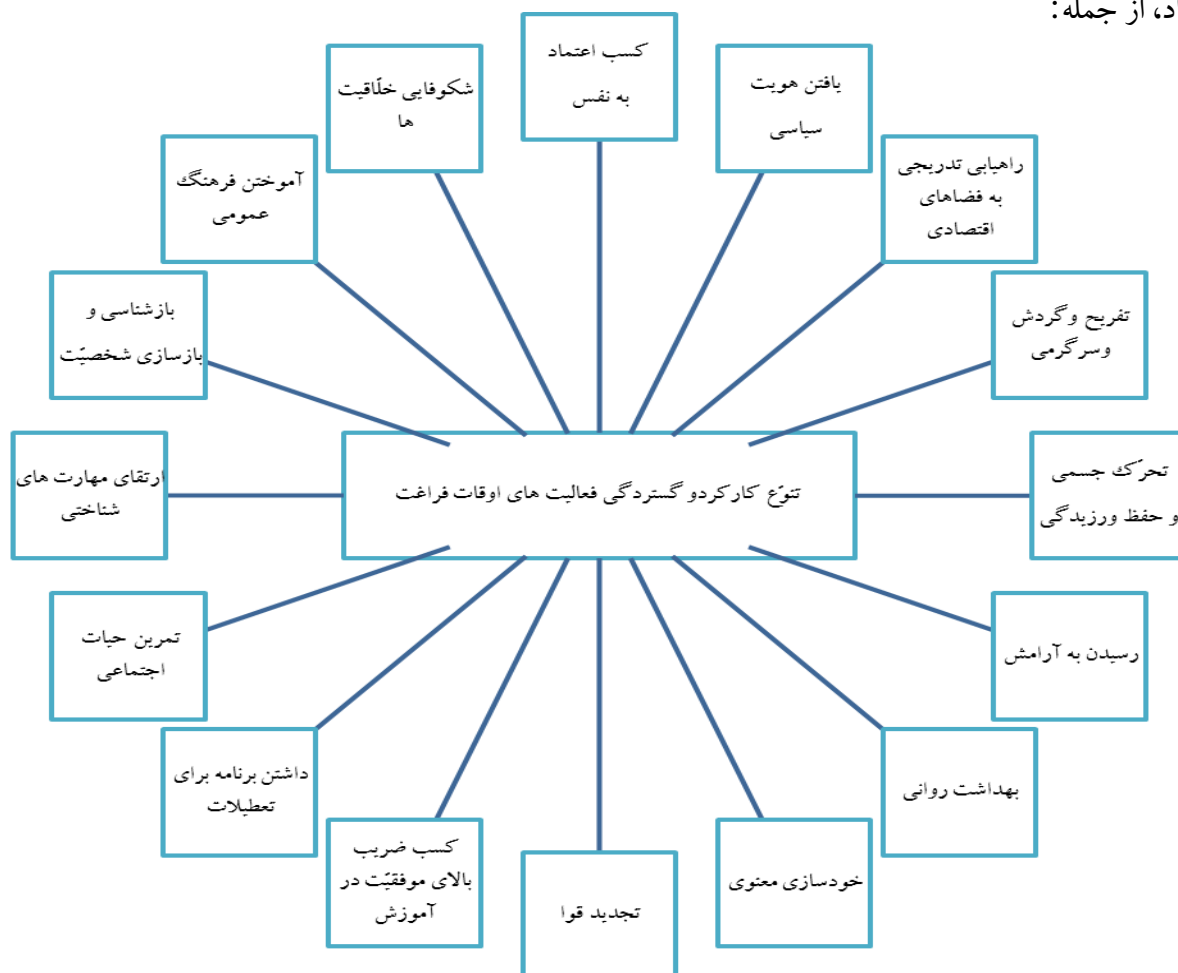 اد، از جمله:
کسب اعتماد
به نفس
یافتن هویت
سیاسی
راهیابی تدریجی
به فضاهای
اقتصادی
تفریح وگردش
وسرگرمی
تحرّک جسمی
و حفظ ورزیدگی
رسیدن به آرامش
بهداشت روانی
خودسازی معنوی
تجدید قوا
کسب ضریب
بالای موفقیّت در
آموزش
داشتن برنامه برای
تعطیلات
تمرین حیات
اجتماعی
ارتقای مهارت های
شناختی
بازشناسی و
بازسازی شخصیّت
آموختن فرهنگ
عمومی
شکوفایی خلّاقیت
ها
تنوّع کارکردو گستردگی فعالیت های اوقات فراغت